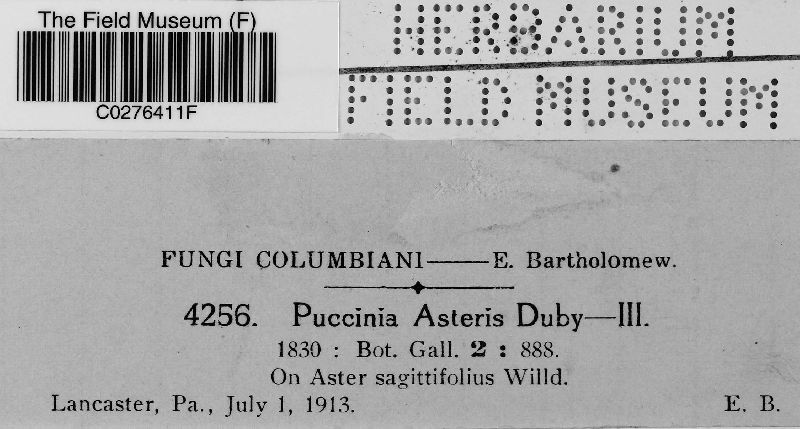 The Field Museum (F)
C0276411F
HERBARIUM
FIELD MUSEUM
FUNGI COLUMBIANI——E. Bartholomew.
4256. Puccinia Asteris Duby—III.
1830 : Bot. Gall. 2 : 888.
On Aster sagittifolius Willd.
Lancaster, Pa., July 1, 1913. E. B.